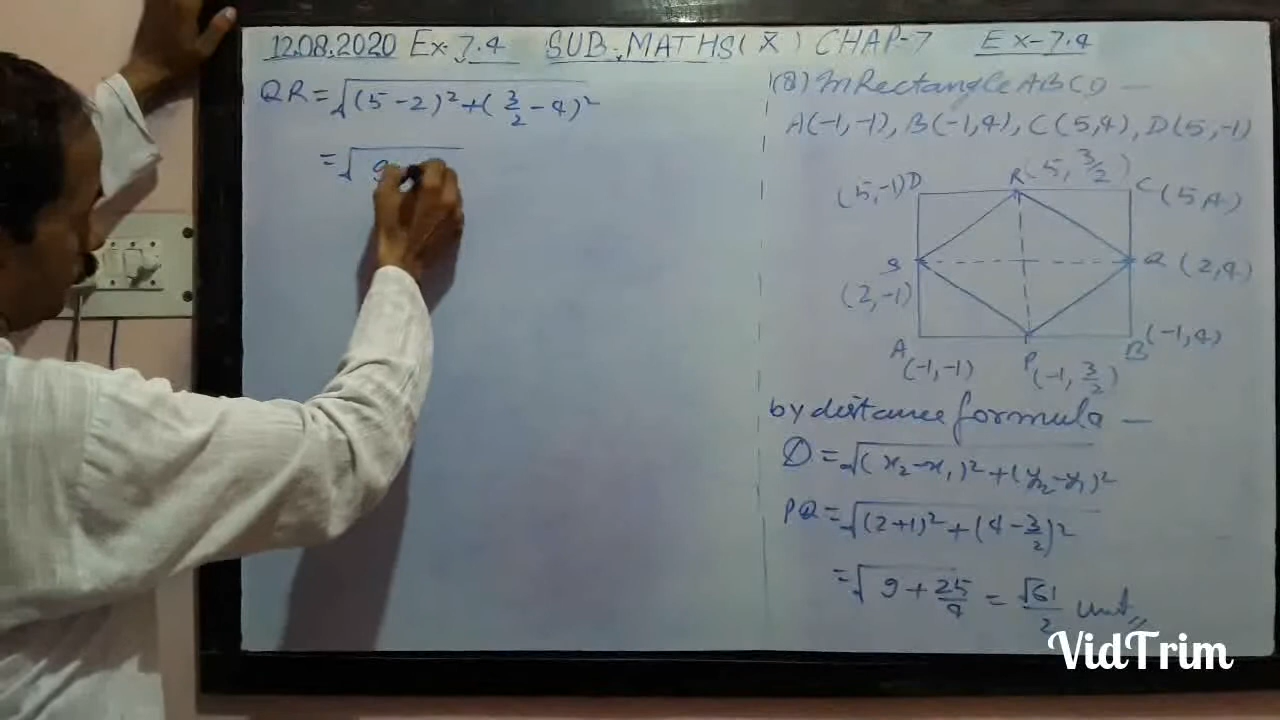 12.08.2020 Ex.7.4 SUB-MATHS(X) CHAP-7 Ex-7.4
QR=√(5-2)²+(3/2-4)²
=√9
(8) In Rectangle ABCD —
A(-1,-1), B(-1,4), C(5,4), D(5,-1)
(5,-1) D R (5, 3/2) C (5,4)
S Q (2,4)
(2,-1)
A (-1,-1) P (-1, 3/2) B (-1,4)
by distance formula —
D=√(x₂-x₁)²+(y₂-y₁)²
PQ=√(2+1)²+(4-3/2)²
=√9+25/4 = √61/2 unit,,
VidTrim